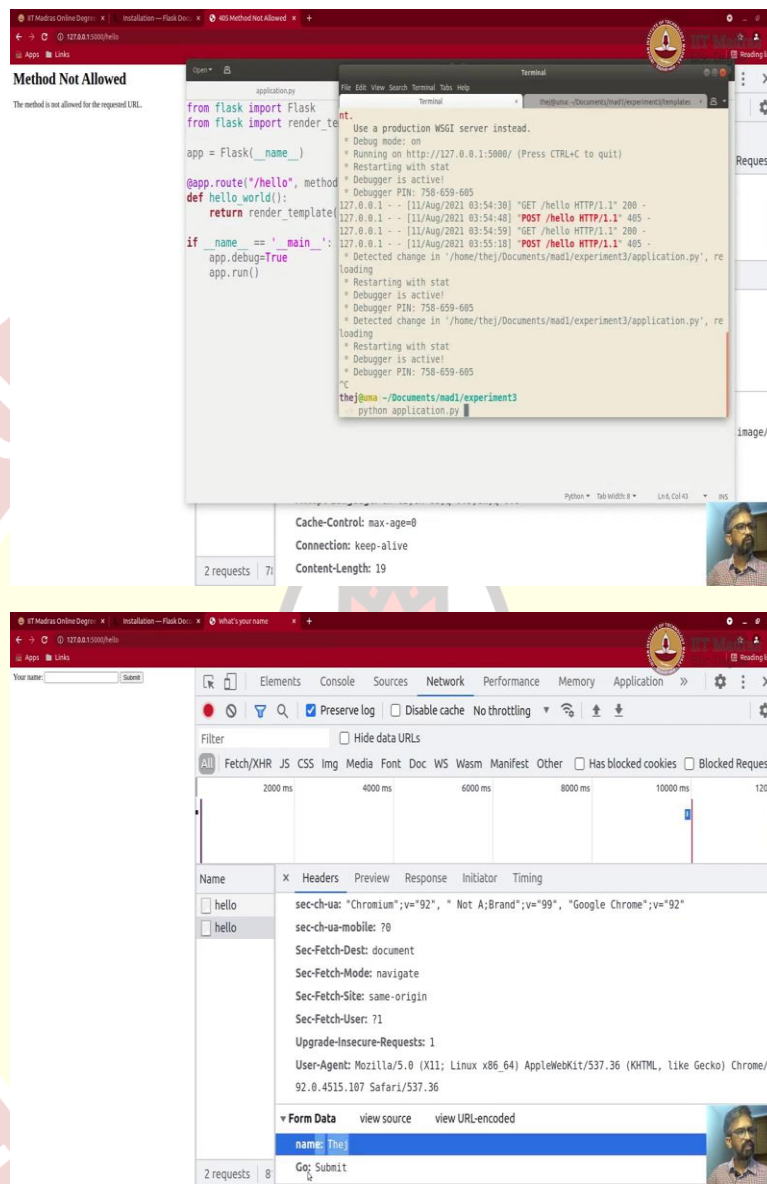 IIT Madras Online Degree
Installation — Flask Doc
405 Method Not Allowed
127.0.0.1:5000/hello
Apps
Links
Reading li
Method Not Allowed
The method is not allowed for the requested URL.
Open
application.py
from flask import Flask
from flask import render_te
app = Flask(__name__)
@app.route("/hello", method
def hello_world():
return render_template(
if __name__ == '__main__':
app.debug=True
app.run()
Terminal
File Edit View Search Terminal Tabs Help
Terminal
thej@uma: ~/Documents/mad1/experiment3/templates
nt.
Use a production WSGI server instead.
* Debug mode: on
* Running on http://127.0.0.1:5000/ (Press CTRL+C to quit)
* Restarting with stat
* Debugger is active!
* Debugger PIN: 758-659-605
127.0.0.1 - - [11/Aug/2021 03:54:30] "GET /hello HTTP/1.1" 200 -
127.0.0.1 - - [11/Aug/2021 03:54:48] "POST /hello HTTP/1.1" 405 -
127.0.0.1 - - [11/Aug/2021 03:54:59] "GET /hello HTTP/1.1" 200 -
127.0.0.1 - - [11/Aug/2021 03:55:18] "POST /hello HTTP/1.1" 405 -
* Detected change in '/home/thej/Documents/mad1/experiment3/application.py', re
loading
* Restarting with stat
* Debugger is active!
* Debugger PIN: 758-659-605
* Detected change in '/home/thej/Documents/mad1/experiment3/application.py', re
loading
* Restarting with stat
* Debugger is active!
* Debugger PIN: 758-659-605
^C
thej@uma ~/Documents/mad1/experiment3
python application.py
Reques
image/
Python
Tab Width: 8
Ln 6, Col 43
INS
Cache-Control: max-age=0
Connection: keep-alive
Content-Length: 19
2 requests
IIT Madras Online Degree
Installation — Flask Doc
What's your name
127.0.0.1:5000/hello
Apps
Links
Reading li
Your name:
Submit
Elements Console Sources Network Performance Memory Application »
Preserve log Disable cache No throttling
Filter
Hide data URLs
All Fetch/XHR JS CSS Img Media Font Doc WS Wasm Manifest Other Has blocked cookies Blocked Reques
2000 ms 4000 ms 6000 ms 8000 ms 10000 ms 120
Name
× Headers Preview Response Initiator Timing
hello
hello
sec-ch-ua: "Chromium";v="92", " Not A;Brand";v="99", "Google Chrome";v="92"
sec-ch-ua-mobile: ?0
Sec-Fetch-Dest: document
Sec-Fetch-Mode: navigate
Sec-Fetch-Site: same-origin
Sec-Fetch-User: ?1
Upgrade-Insecure-Requests: 1
User-Agent: Mozilla/5.0 (X11; Linux x86_64) AppleWebKit/537.36 (KHTML, like Gecko) Chrome/
92.0.4515.107 Safari/537.36
Form Data view source view URL-encoded
name: Thej
Go: Submit
2 requests